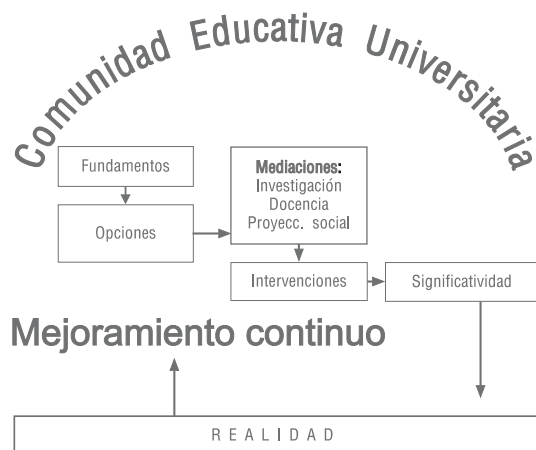 Comunidad Educativa Universitaria
Fundamentos
Opciones
Mediaciones:
Investigación
Docencia
Proyecc. social
Intervenciones
Significatividad
Mejoramiento continuo
REALIDAD